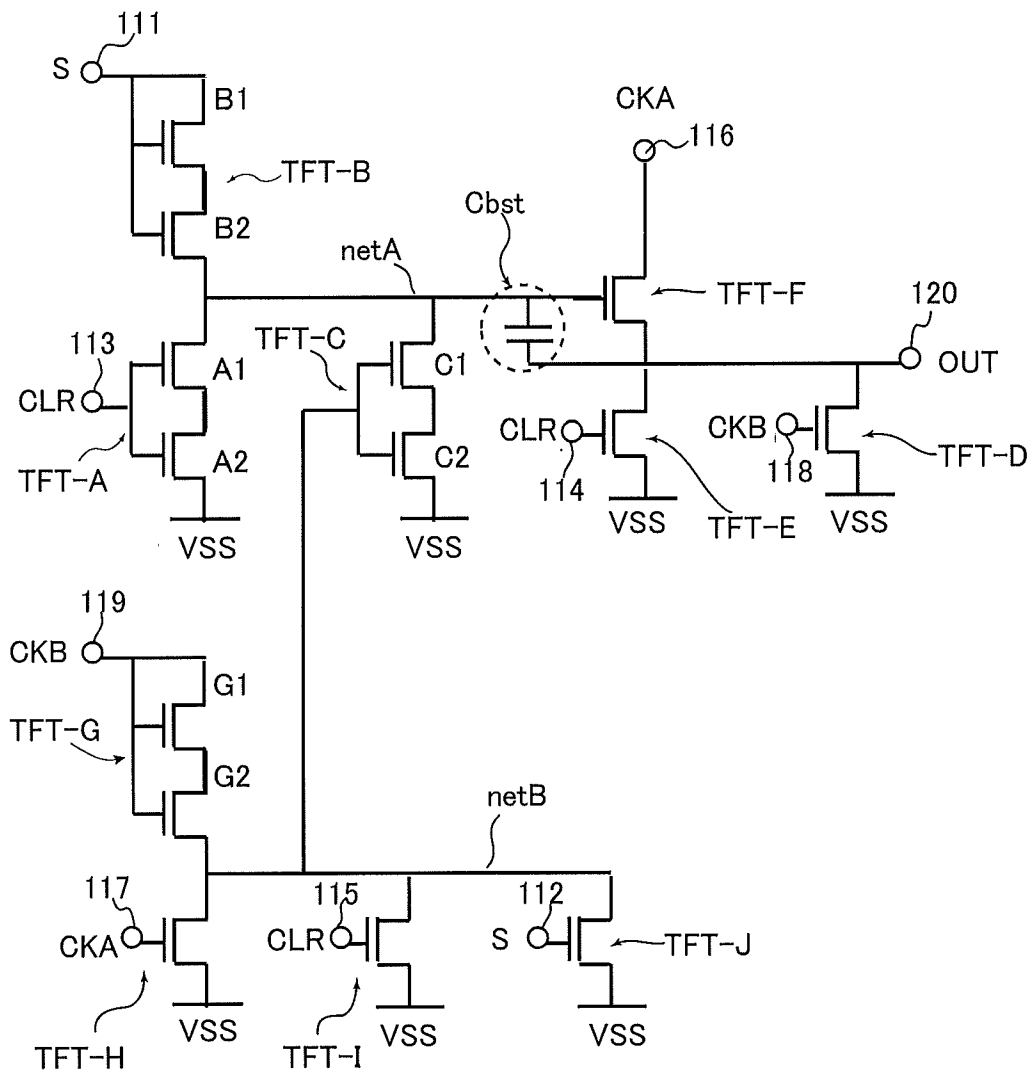 111
S
B1
CKA
116
TFT-B
Cbst
B2
netA
TFT-F
120
TFT-C
113
A1
C1
OUT
CLR
CLR
CKB
A2
C2
118
TFT-D
TFT-A
114
VSS
VSS
VSS
TFT-E
VSS
119
CKB
G1
TFT-G
G2
netB
117
115
112
CKA
CLR
S
TFT-J
VSS
VSS
VSS
TFT-H
TFT-I